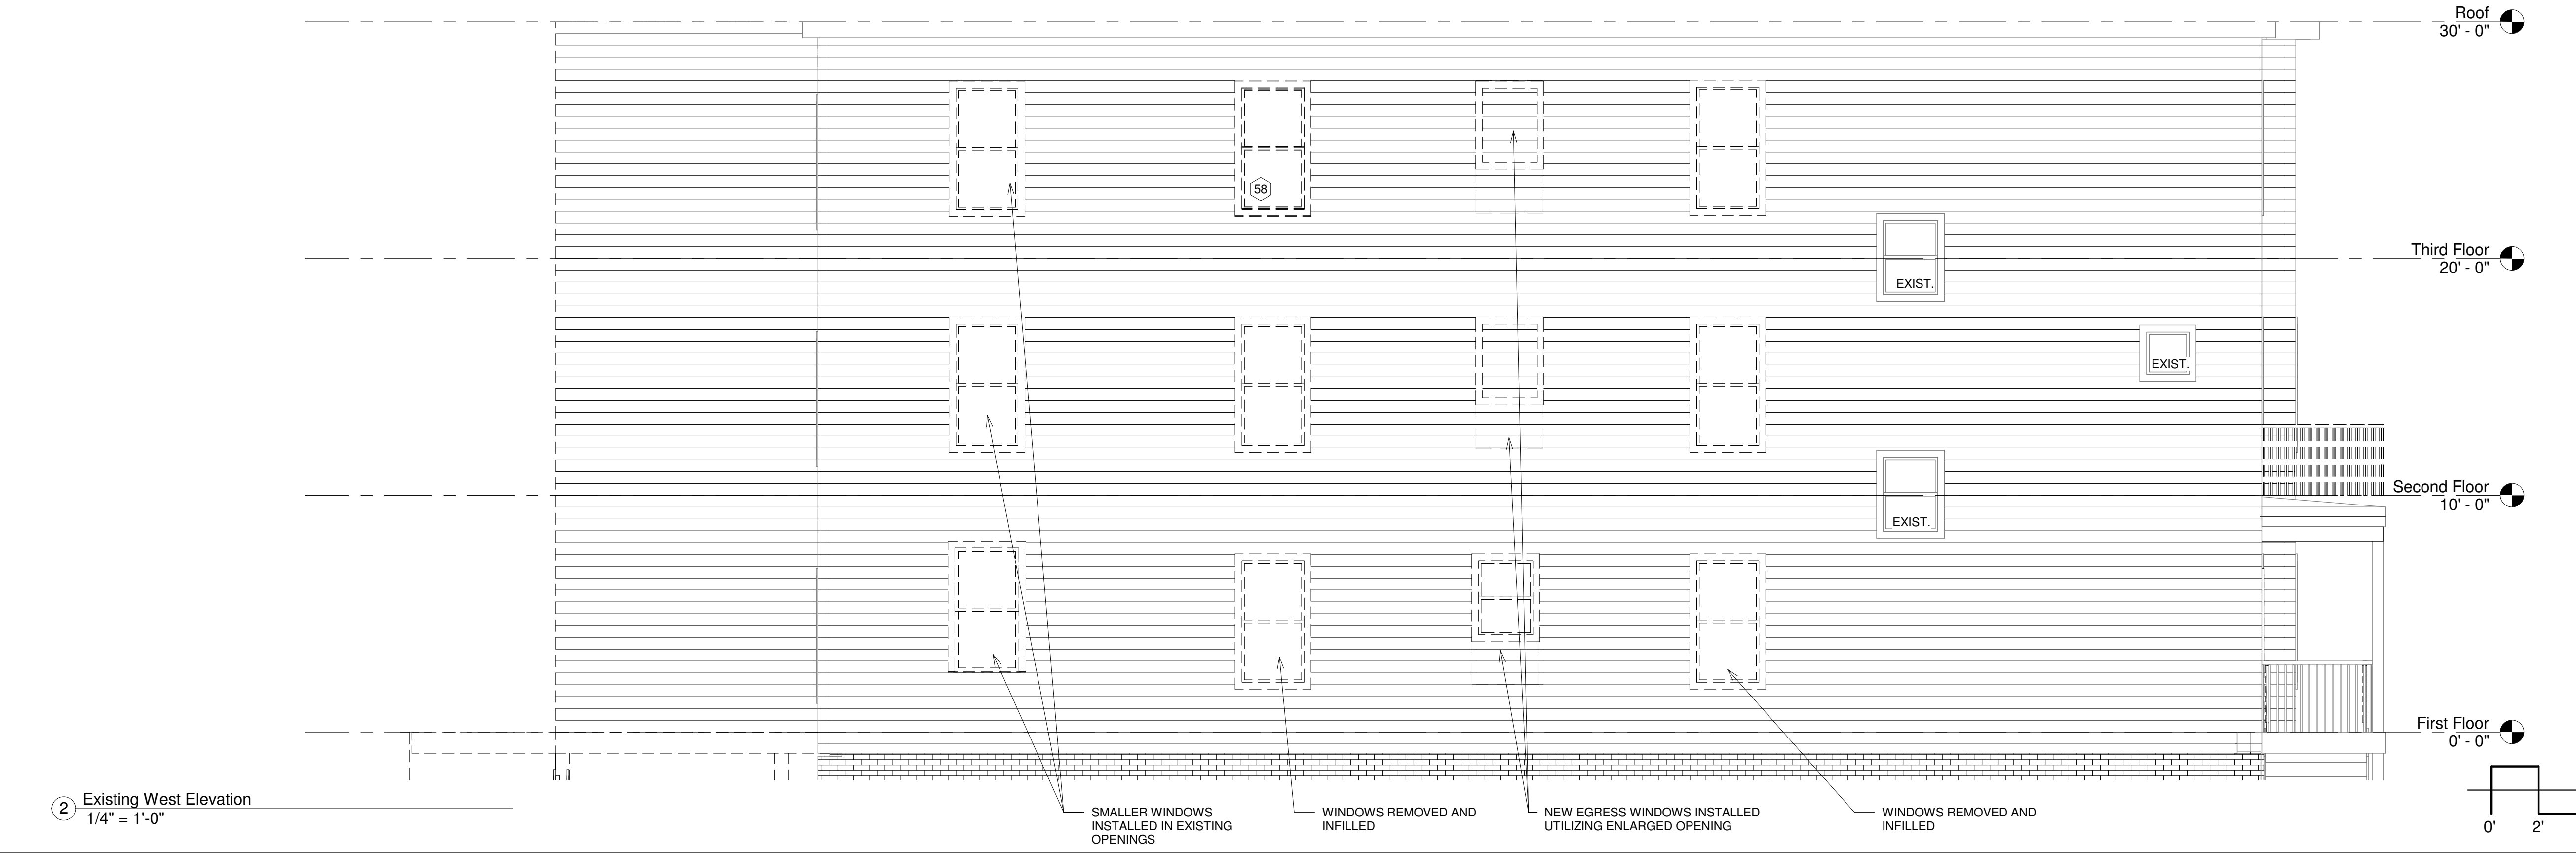 Roof
30' - 0"
58
Third Floor
20' - 0"
EXIST.
EXIST.
Second Floor
10' - 0"
EXIST.
First Floor
0' - 0"
2 Existing West Elevation
1/4" = 1'-0"
SMALLER WINDOWS
INSTALLED IN EXISTING
OPENINGS
WINDOWS REMOVED AND
INFILLED
NEW EGRESS WINDOWS INSTALLED
UTILIZING ENLARGED OPENING
WINDOWS REMOVED AND
INFILLED
0' 2'